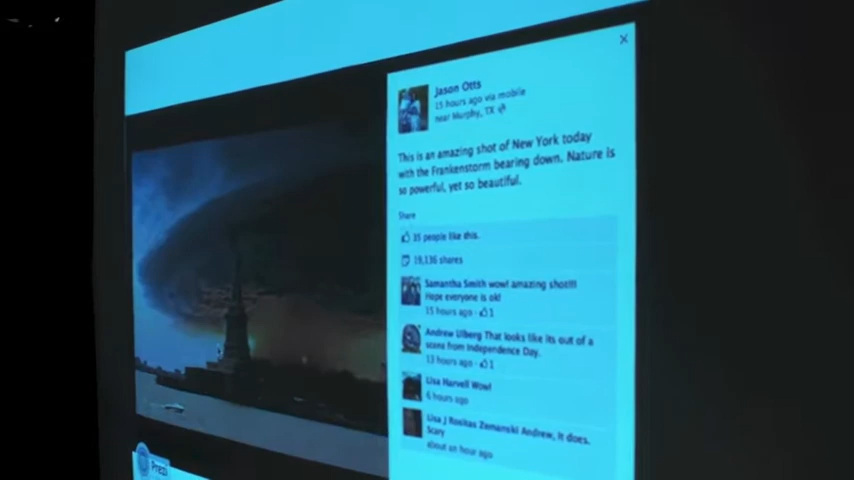 Jason Otts
15 hours ago via mobile
near Murphy, TX
This is an amazing shot of New York today
with the Frankenstorm bearing down. Nature is
so powerful, yet so beautiful.
Share
35 people like this.
19,136 shares
Samantha Smith wow! amazing shot!!!
Hope everyone is ok!
15 hours ago · 1
Andrew Ulberg That looks like its out of a
scene from Independence Day.
13 hours ago · 1
Lisa Harvell Wow!
6 hours ago
Lisa J Roxitas Zemanski Andrew, it does.
Scary
about an hour ago
Prezi